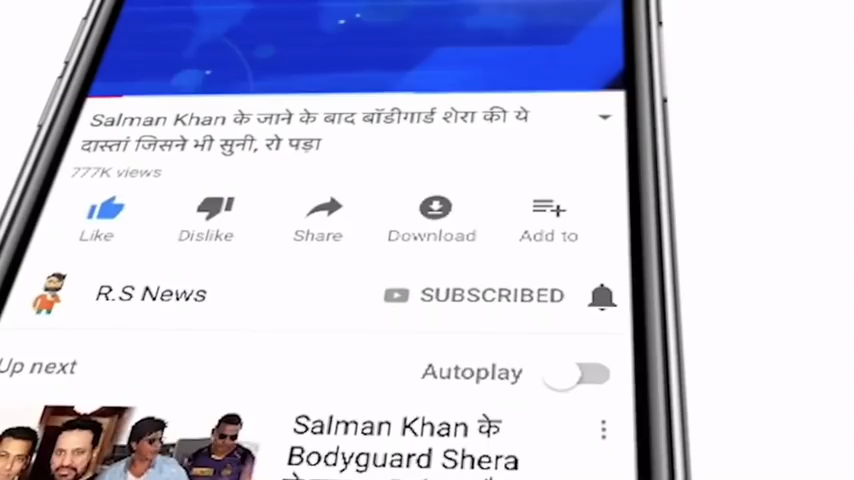 Salman Khan के जाने के बाद बॉडीगार्ड शेरा की ये
दास्तां जिसने भी सुनी, रो पड़ा
777K views
Like Dislike Share Download Add to
R.S News SUBSCRIBED
Up next Autoplay
Salman Khan के
Bodyguard Shera